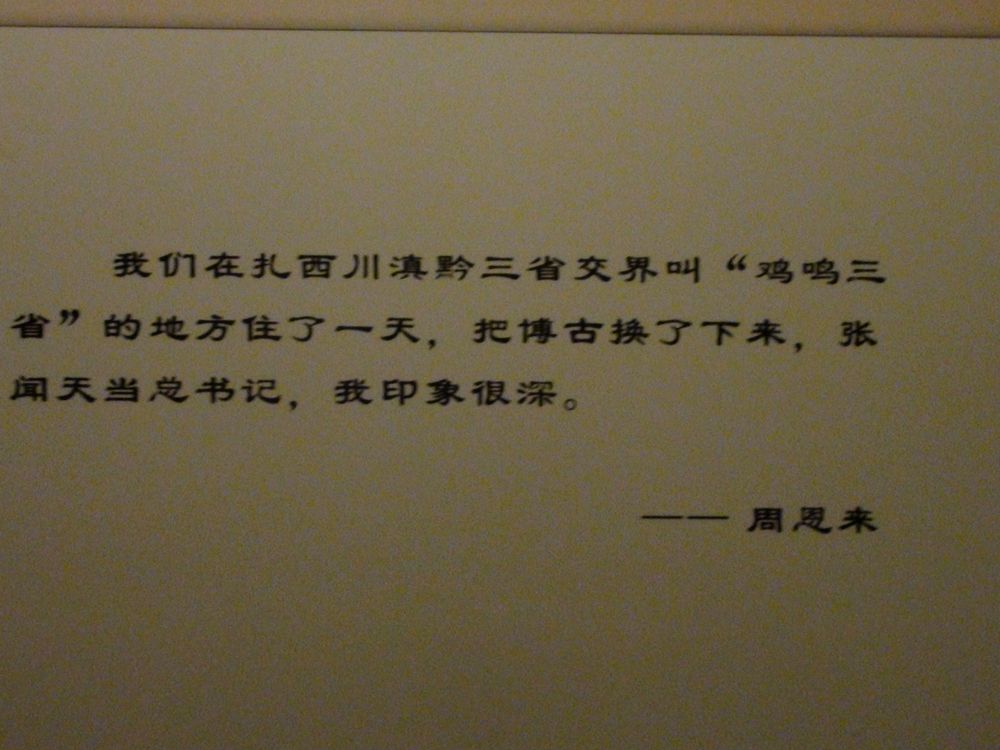 我们在扎西川滇黔三省交界叫“鸡鸣三
省”的地方住了一天，把博古换了下来，张
闻天当总书记，我印象很深。
—— 周恩来